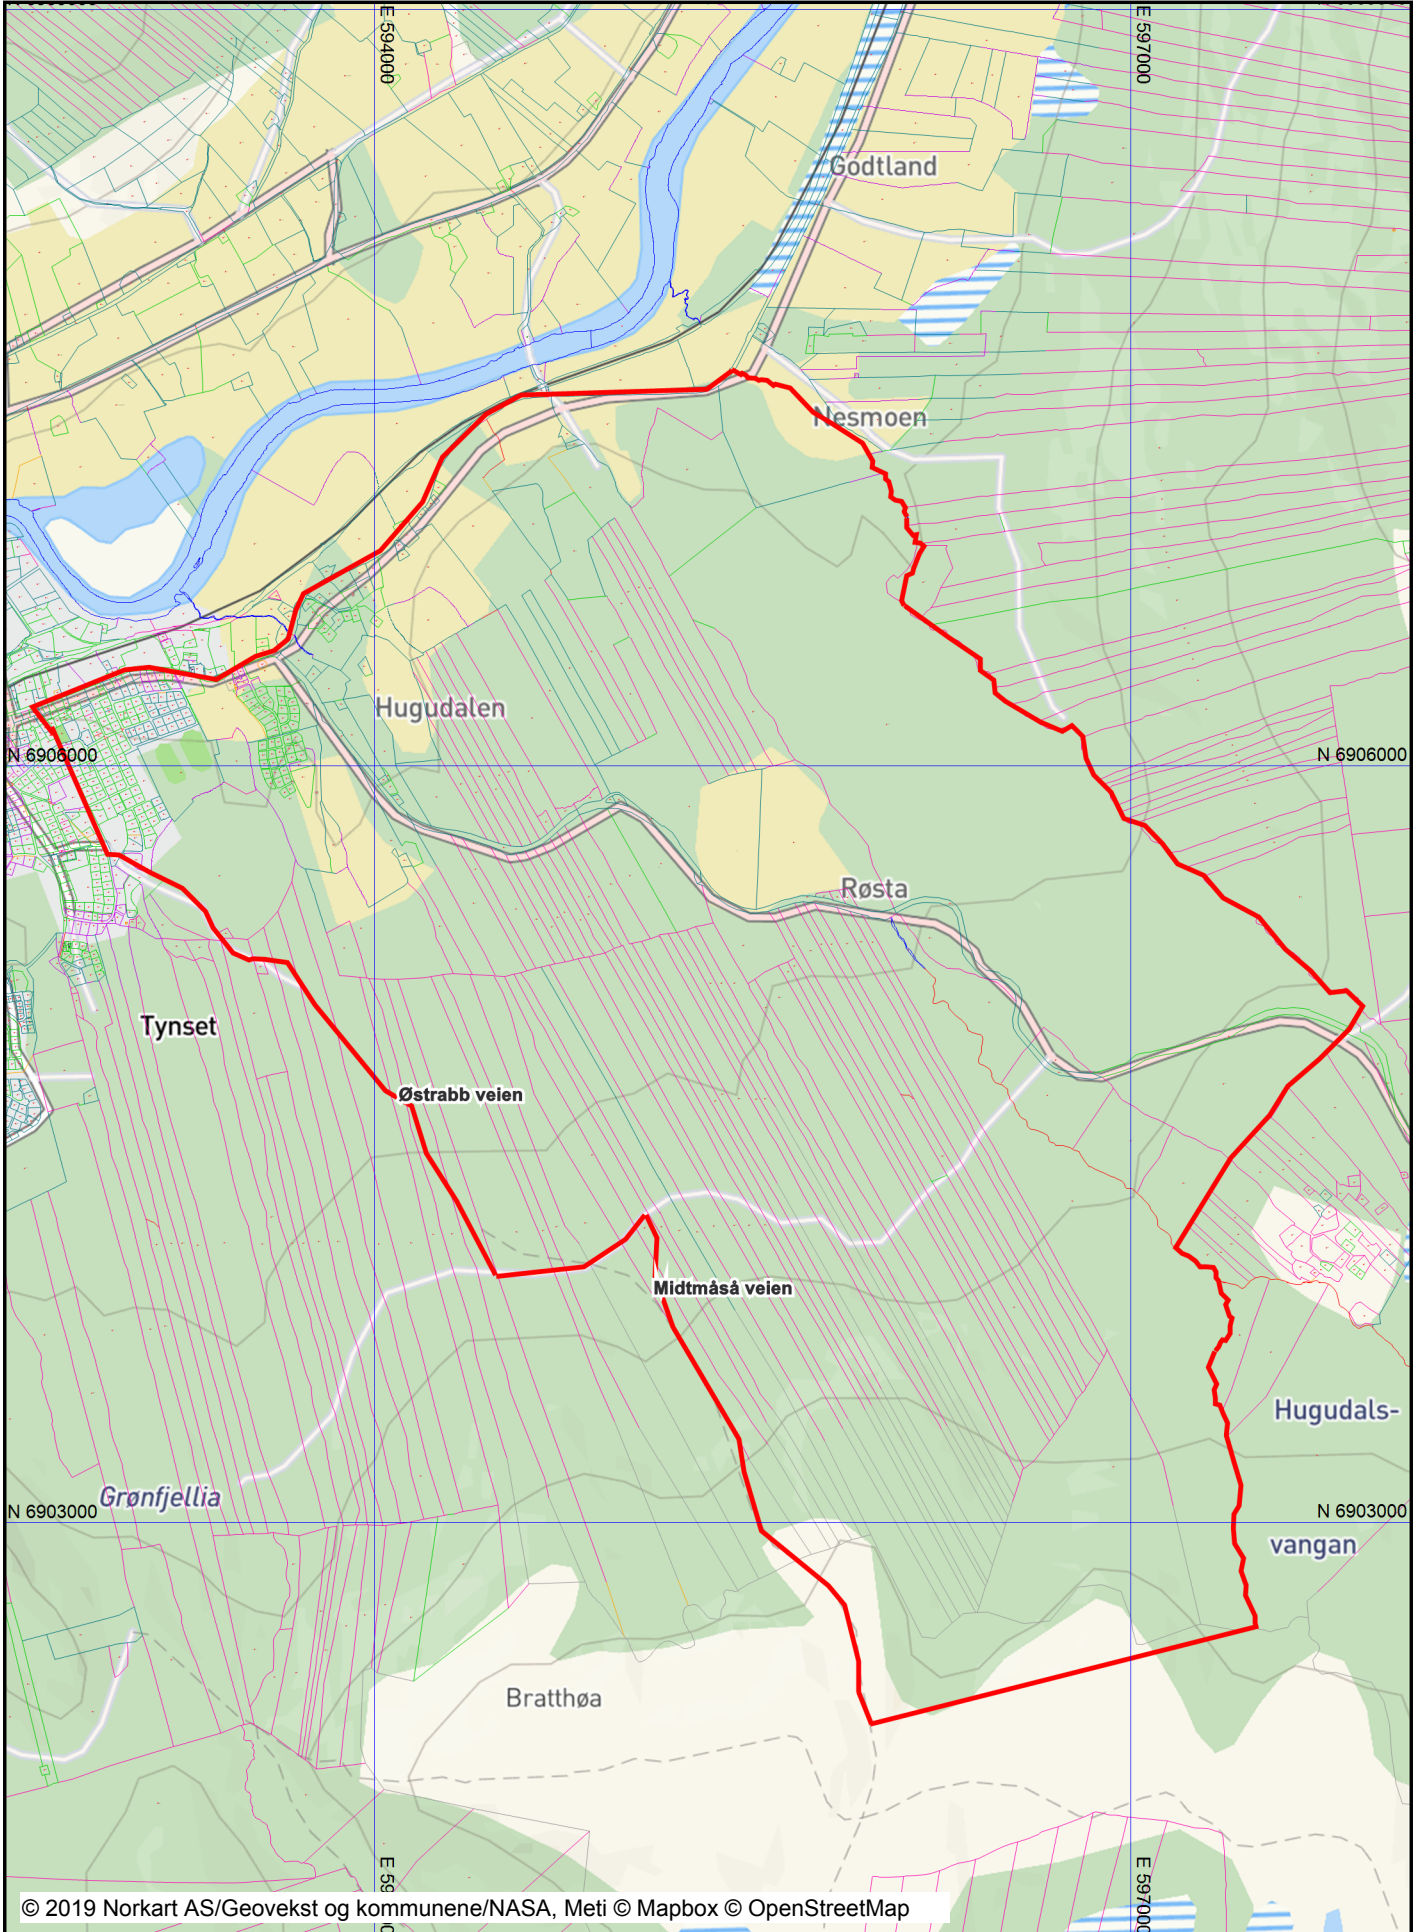 E 594000
E 597000
Godtland
Nesmoen
Hugudalen
N 6906000
N 6906000
Røsta
Tynset
Østrabb veien
Midtmåså veien
Hugudals-
Grønfjellia
N 6903000
N 6903000
vangan
Bratthøa
E 597000
© 2019 Norkart AS/Geovekst og kommunene/NASA, Meti © Mapbox © OpenStreetMap